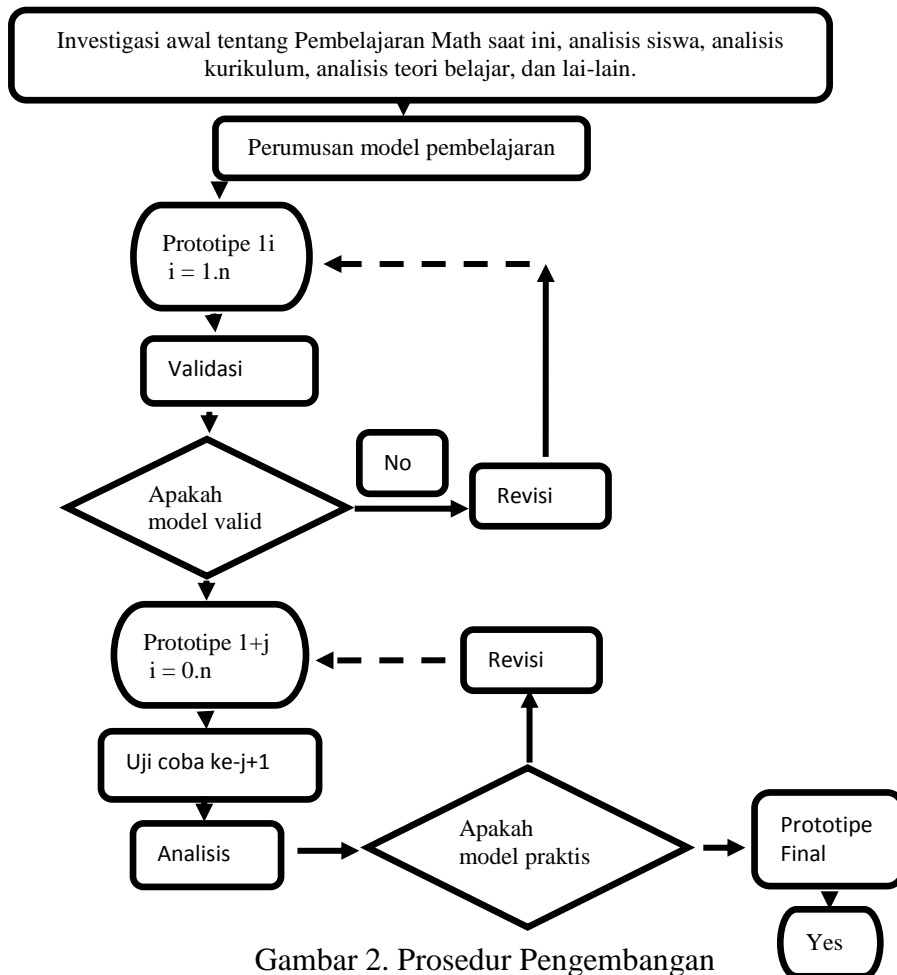 Investigasi awal tentang Pembelajaran Math saat ini, analisis siswa, analisis
kurikulum, analisis teori belajar, dan lai-lain.
Perumusan model pembelajaran
Prototipe 1i
i = 1.n
Validasi
Apakah
model valid
No
Revisi
Prototipe 1+j
i = 0.n
Revisi
Uji coba ke-j+1
Analisis
Apakah
model praktis
Prototipe
Final
Yes
Gambar 2. Prosedur Pengembangan